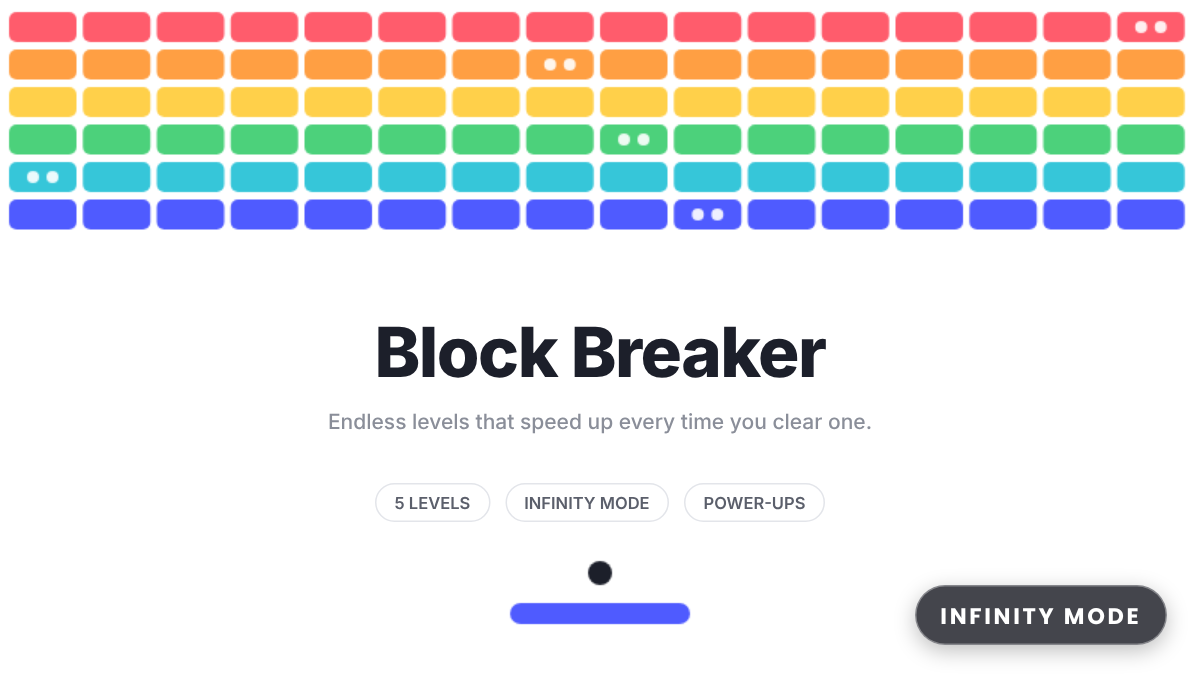 Block Breaker
Endless levels that speed up every time you clear one.
5 LEVELS
INFINITY MODE
POWER-UPS
INFINITY MODE